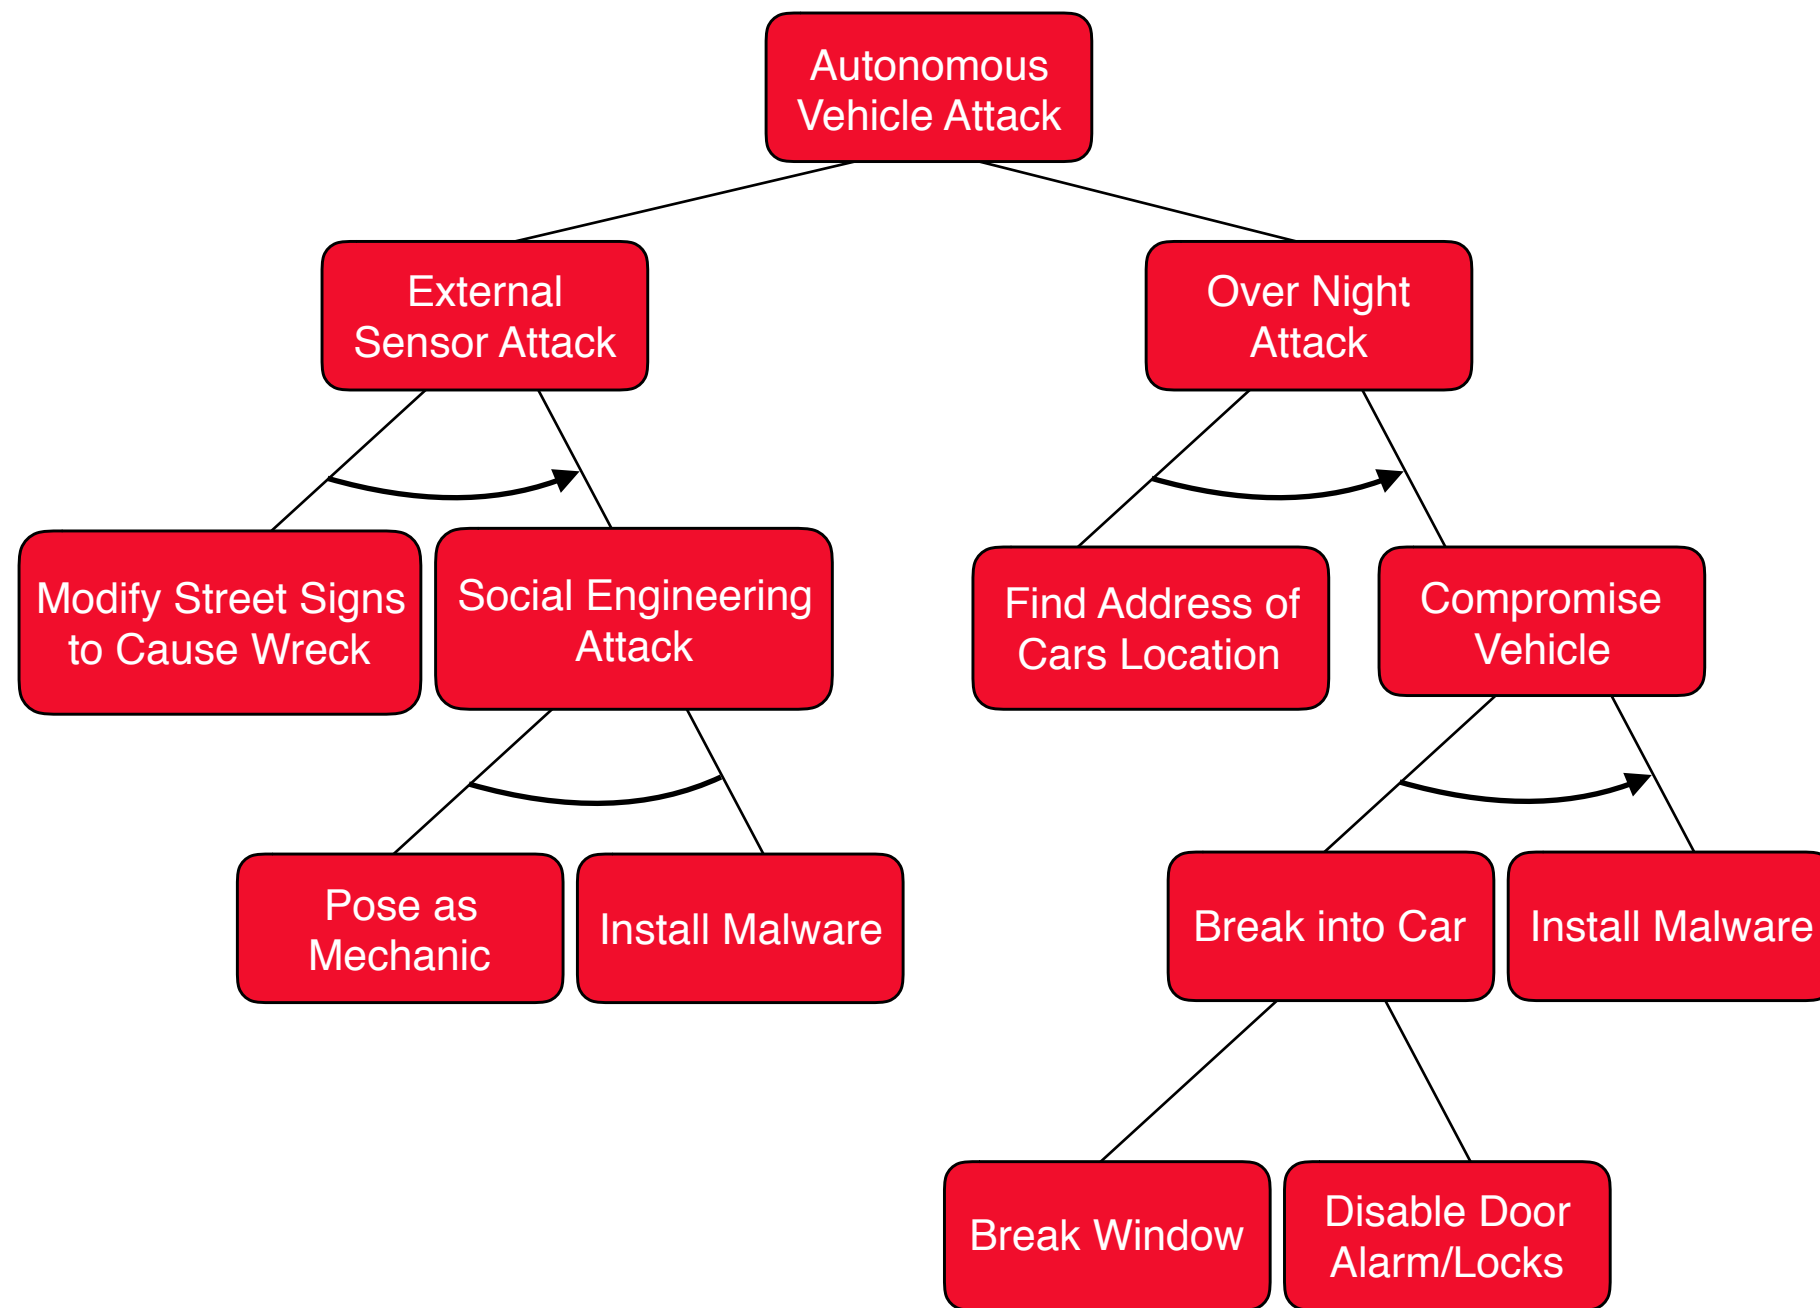 Autonomous
Vehicle Attack
External
Sensor Attack
Over Night
Attack
Modify Street Signs
to Cause Wreck
Social Engineering
Attack
Find Address of
Cars Location
Compromise
Vehicle
Pose as
Mechanic
Install Malware
Break into Car
Install Malware
Break Window
Disable Door
Alarm/Locks